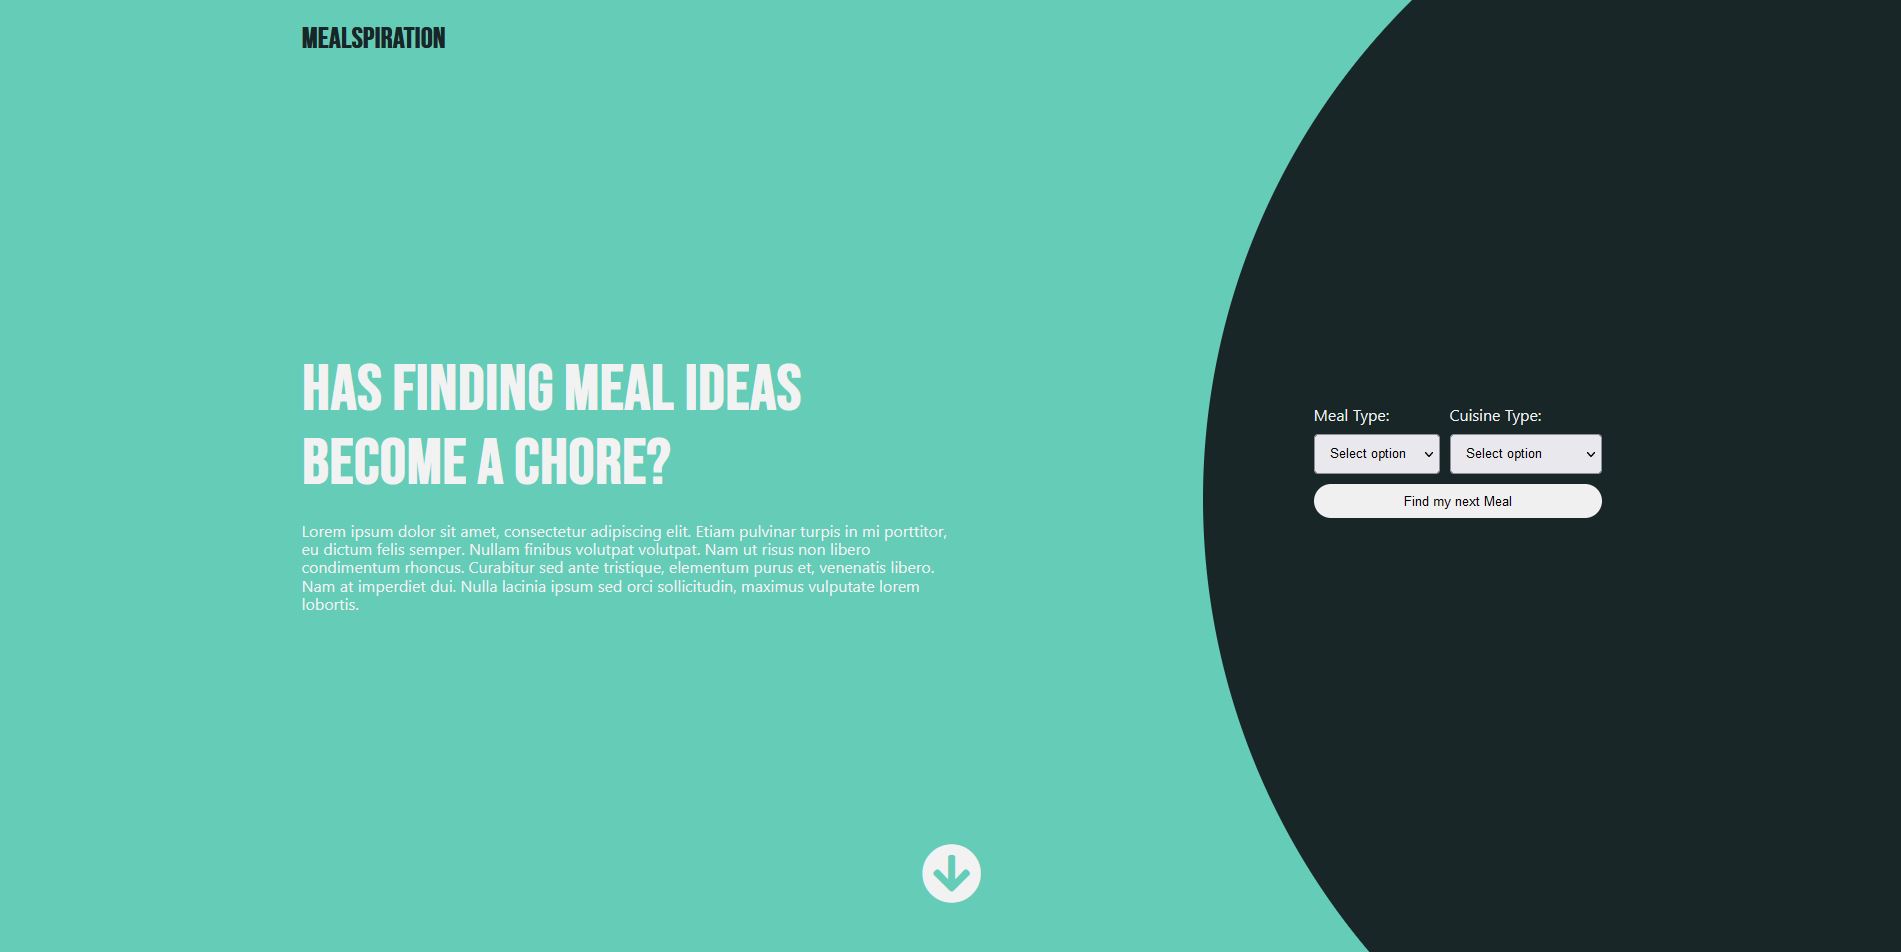 MEALSPIRATION
HAS FINDING MEAL IDEAS
BECOME A CHORE?
Lorem ipsum dolor sit amet, consectetur adipiscing elit. Etiam pulvinar turpis in mi porttitor,
eu dictum felis semper. Nullam finibus volutpat volutpat. Nam ut risus non libero
condimentum rhoncus. Curabitur sed ante tristique, elementum purus et, venenatis libero.
Nam at imperdiet dui. Nulla lacinia ipsum sed orci sollicitudin, maximus vulputate lorem
lobortis.
Meal Type: Cuisine Type:
Select option Select option
Find my next Meal